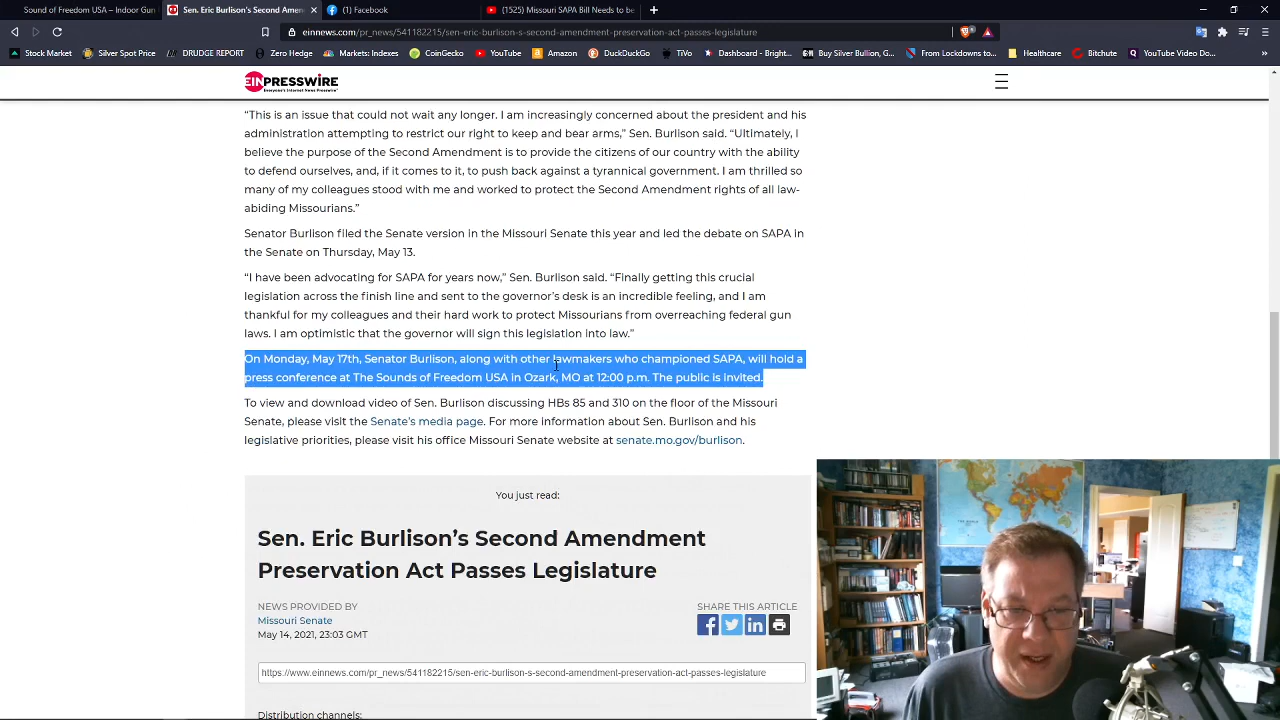 Sound of Freedom USA – Indoor Gun
Sen. Eric Burlison's Second Amen
(1) Facebook
(1525) Missouri SAPA Bill Needs to be
einnews.com/pr_news/541182215/sen-eric-burlison-s-second-amendment-preservation-act-passes-legislature
Stock Market
Silver Spot Price
DRUDGE REPORT
Zero Hedge
Markets: Indexes
CoinGecko
YouTube
Amazon
DuckDuckGo
TiVo
Dashboard - Bright...
Buy Silver Bullion, G...
Healthcare
Bitchute
YouTube Video Do...
EINPRESSWIRE
Everyone's Internet News Presswire
“This is an issue that could not wait any longer. I am increasingly concerned about the president and his
administration attempting to restrict our right to keep and bear arms,” Sen. Burlison said. “Ultimately, I
believe the purpose of the Second Amendment is to provide the citizens of our country with the ability
to defend ourselves, and, if it comes to it, to push back against a tyrannical government. I am thrilled so
many of my colleagues stood with me and worked to protect the Second Amendment rights of all law-
abiding Missourians.”
Senator Burlison filed the Senate version in the Missouri Senate this year and led the debate on SAPA in
the Senate on Thursday, May 13.
“I have been advocating for SAPA for years now,” Sen. Burlison said. “Finally getting this crucial
legislation across the finish line and sent to the governor’s desk is an incredible feeling, and I am
thankful for my colleagues and their hard work to protect Missourians from overreaching federal gun
laws. I am optimistic that the governor will sign this legislation into law.”
On Monday, May 17th, Senator Burlison, along with other lawmakers who championed SAPA, will hold a
press conference at The Sounds of Freedom USA in Ozark, MO at 12:00 p.m. The public is invited.
To view and download video of Sen. Burlison discussing HBs 85 and 310 on the floor of the Missouri
Senate, please visit the Senate’s media page. For more information about Sen. Burlison and his
legislative priorities, please visit his office Missouri Senate website at senate.mo.gov/burlison.
You just read:
Sen. Eric Burlison’s Second Amendment
Preservation Act Passes Legislature
NEWS PROVIDED BY
Missouri Senate
May 14, 2021, 23:03 GMT
SHARE THIS ARTICLE
https://www.einnews.com/pr_news/541182215/sen-eric-burlison-s-second-amendment-preservation-act-passes-legislature
Distribution channels: